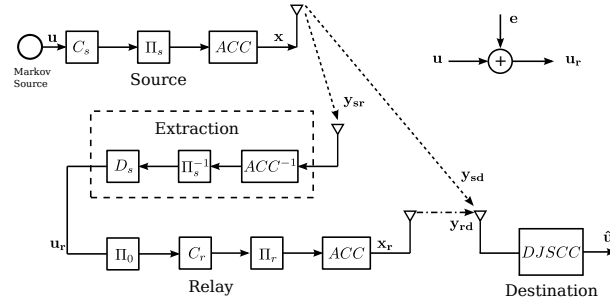 u
C_s
Π_s
ACC
x
Markov
Source
Source
e
u
+
u_r
y_sr
Extraction
D_s
Π_s^{-1}
ACC^{-1}
y_sd
u_r
Π_0
C_r
Π_r
ACC
x_r
y_rd
DJSCC
û
Relay
Destination